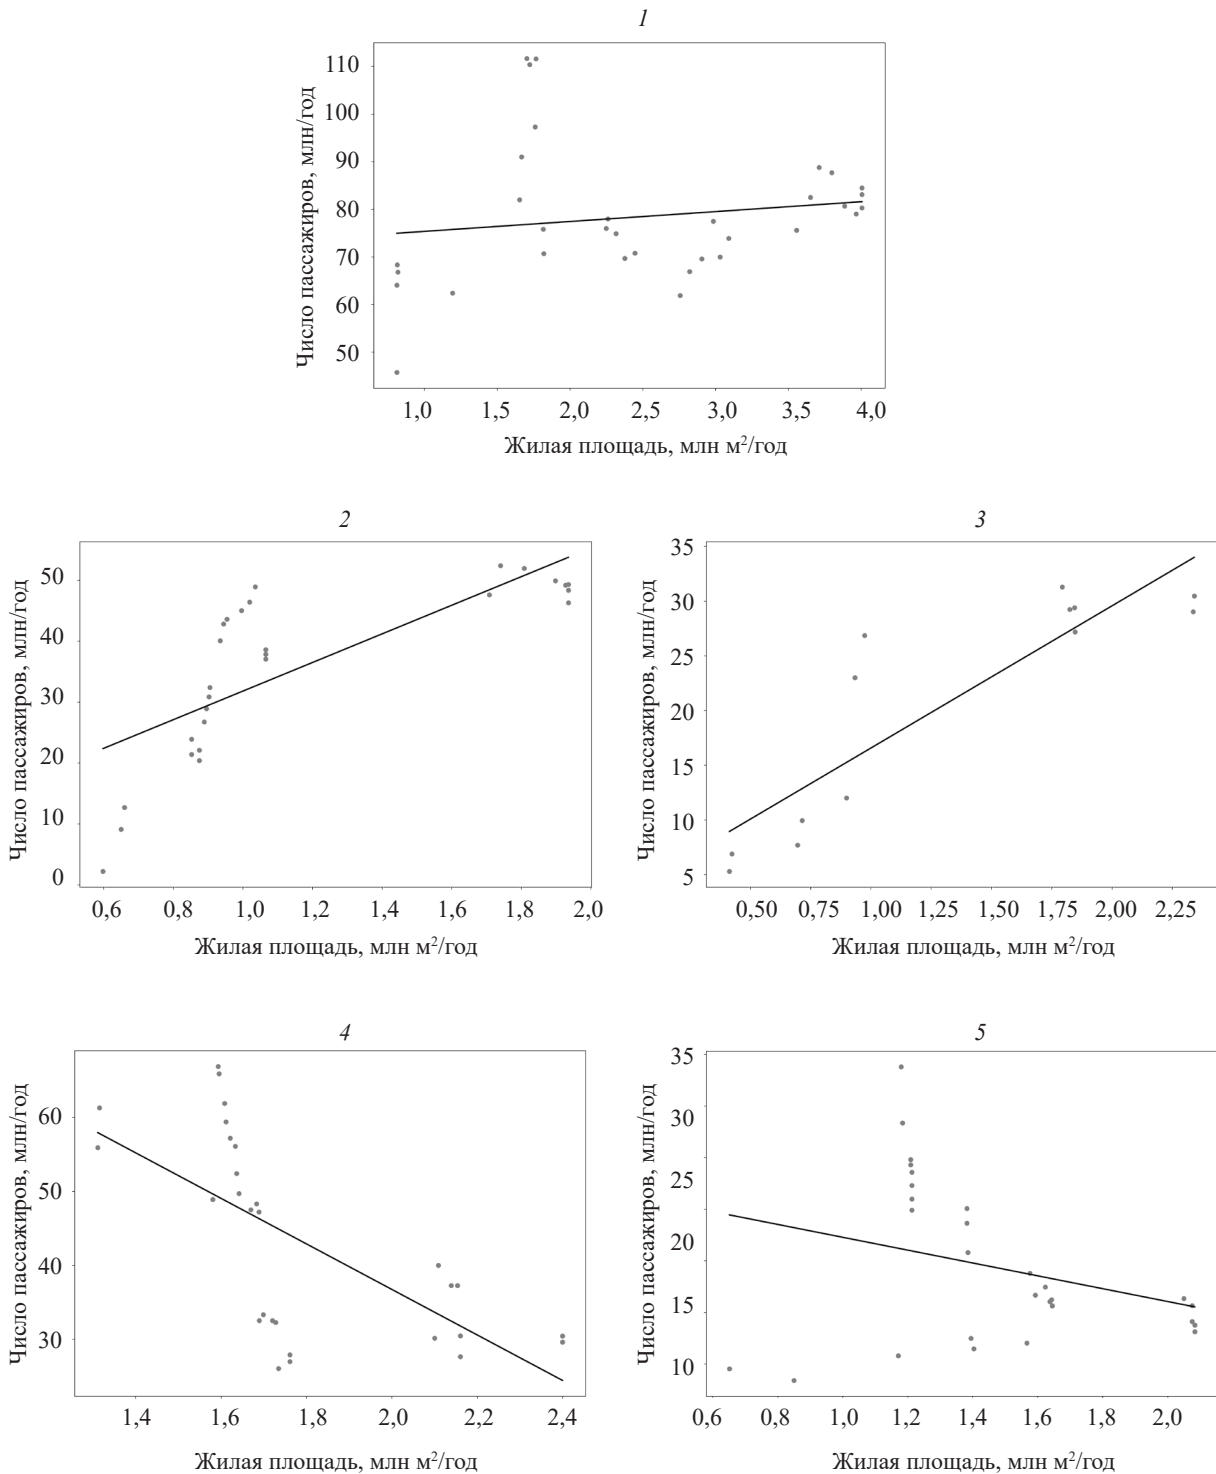 1
110
100
90
80
70
60
50
Число пассажиров, млн/год
1,0 1,5 2,0 2,5 3,0 3,5 4,0
Жилая площадь, млн м²/год
2
50
40
30
20
10
0
Число пассажиров, млн/год
0,6 0,8 1,0 1,2 1,4 1,6 1,8 2,0
Жилая площадь, млн м²/год
3
35
30
25
20
15
10
5
Число пассажиров, млн/год
0,50 0,75 1,00 1,25 1,50 1,75 2,00 2,25
Жилая площадь, млн м²/год
4
60
50
40
30
Число пассажиров, млн/год
1,4 1,6 1,8 2,0 2,2 2,4
Жилая площадь, млн м²/год
5
35
30
25
20
15
10
Число пассажиров, млн/год
0,6 0,8 1,0 1,2 1,4 1,6 1,8 2,0
Жилая площадь, млн м²/год